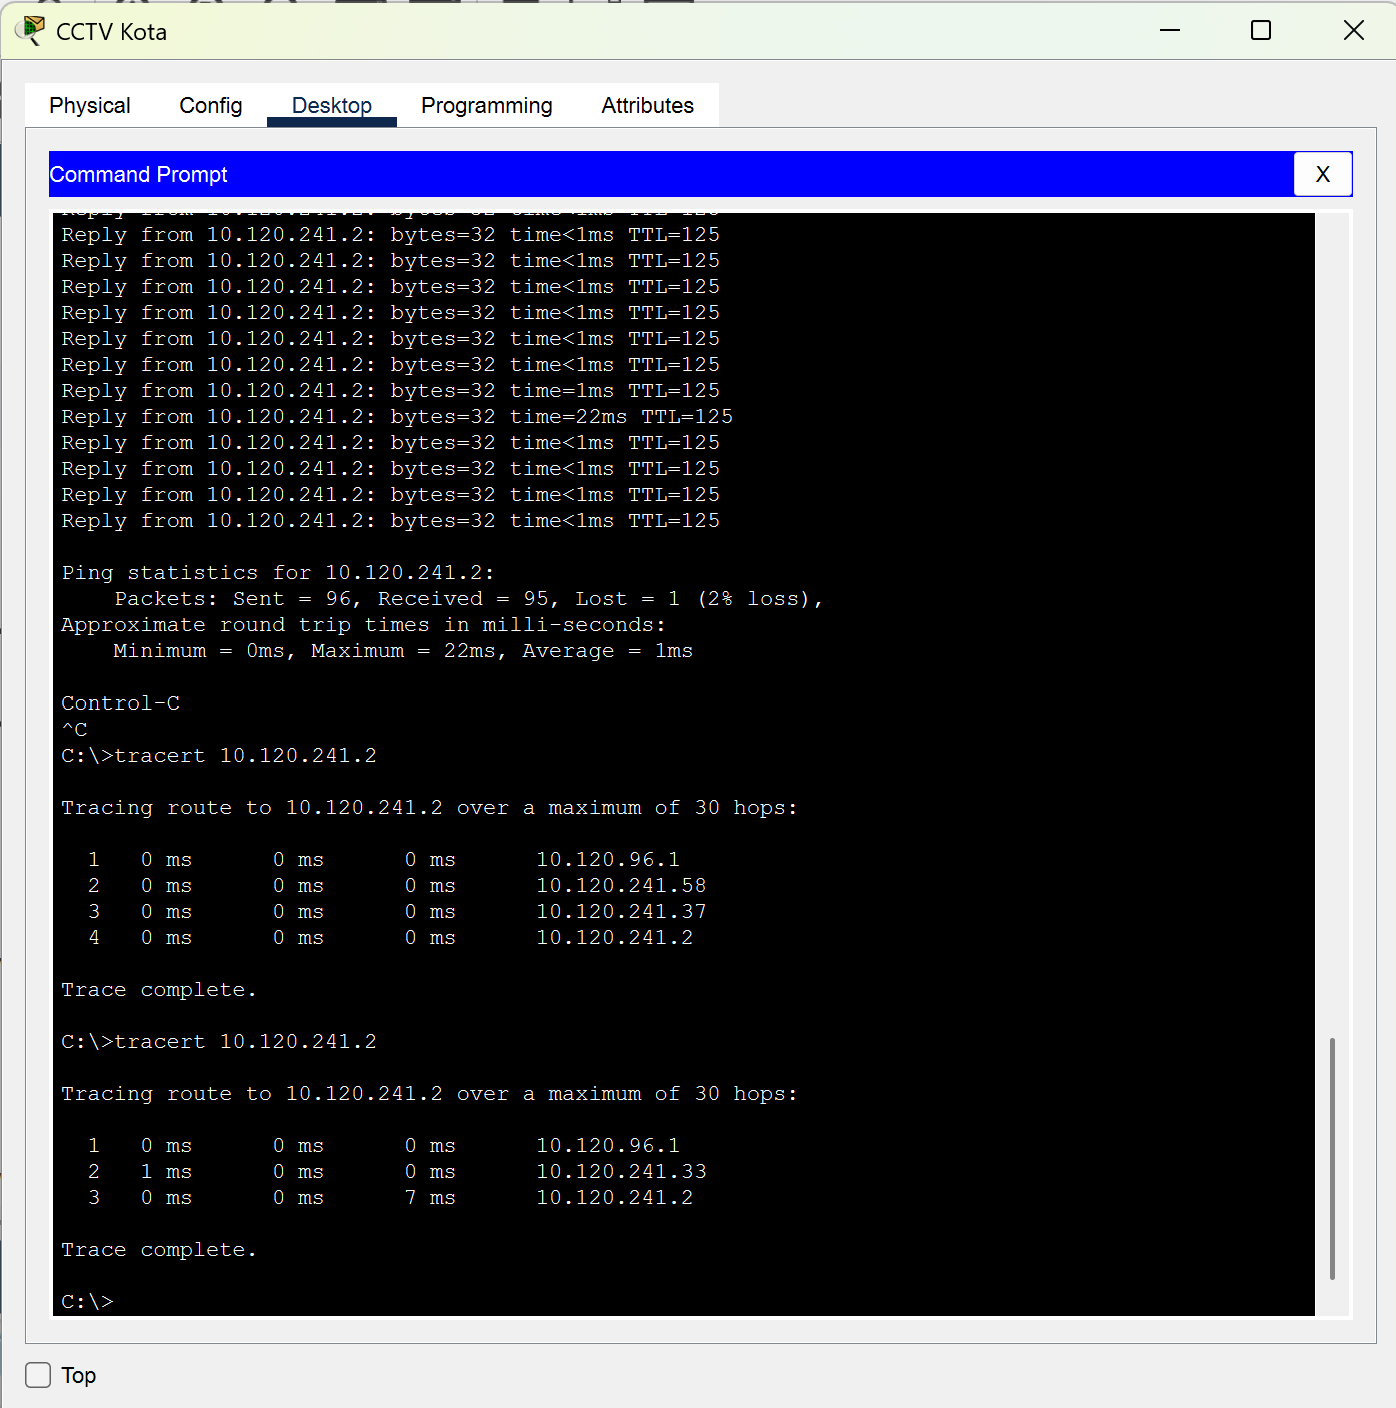 CCTV Kota
Physical Config Desktop Programming Attributes
Command Prompt X
Reply from 10.120.241.2: bytes=32 time<1ms TTL=125
Reply from 10.120.241.2: bytes=32 time<1ms TTL=125
Reply from 10.120.241.2: bytes=32 time<1ms TTL=125
Reply from 10.120.241.2: bytes=32 time<1ms TTL=125
Reply from 10.120.241.2: bytes=32 time<1ms TTL=125
Reply from 10.120.241.2: bytes=32 time<1ms TTL=125
Reply from 10.120.241.2: bytes=32 time<1ms TTL=125
Reply from 10.120.241.2: bytes=32 time=1ms TTL=125
Reply from 10.120.241.2: bytes=32 time=22ms TTL=125
Reply from 10.120.241.2: bytes=32 time<1ms TTL=125
Reply from 10.120.241.2: bytes=32 time<1ms TTL=125
Reply from 10.120.241.2: bytes=32 time<1ms TTL=125
Reply from 10.120.241.2: bytes=32 time<1ms TTL=125
Ping statistics for 10.120.241.2:
Packets: Sent = 96, Received = 95, Lost = 1 (2% loss),
Approximate round trip times in milli-seconds:
Minimum = 0ms, Maximum = 22ms, Average = 1ms
Control-C
^C
C:\>tracert 10.120.241.2
Tracing route to 10.120.241.2 over a maximum of 30 hops:
1 0 ms 0 ms 0 ms 10.120.96.1
2 0 ms 0 ms 0 ms 10.120.241.58
3 0 ms 0 ms 0 ms 10.120.241.37
4 0 ms 0 ms 0 ms 10.120.241.2
Trace complete.
C:\>tracert 10.120.241.2
Tracing route to 10.120.241.2 over a maximum of 30 hops:
1 0 ms 0 ms 0 ms 10.120.96.1
2 1 ms 0 ms 0 ms 10.120.241.33
3 0 ms 0 ms 7 ms 10.120.241.2
Trace complete.
C:\>
Top